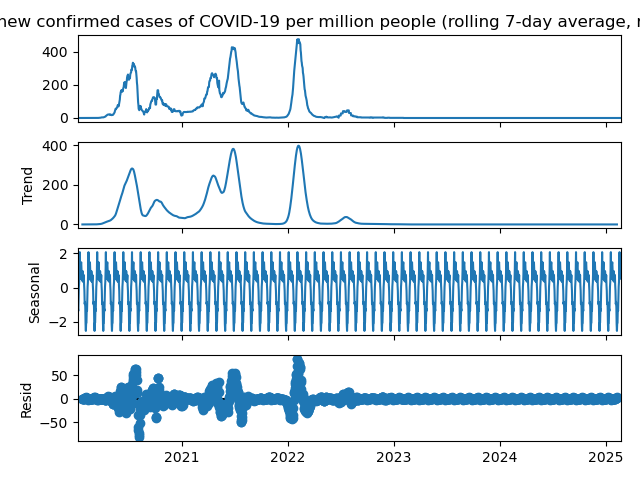 new confirmed cases of COVID-19 per million people (rolling 7-day average,
400
200
0
400
Trend
200
0
2
Seasonal
0
−2
50
Resid
0
−50
2021 2022 2023 2024 2025